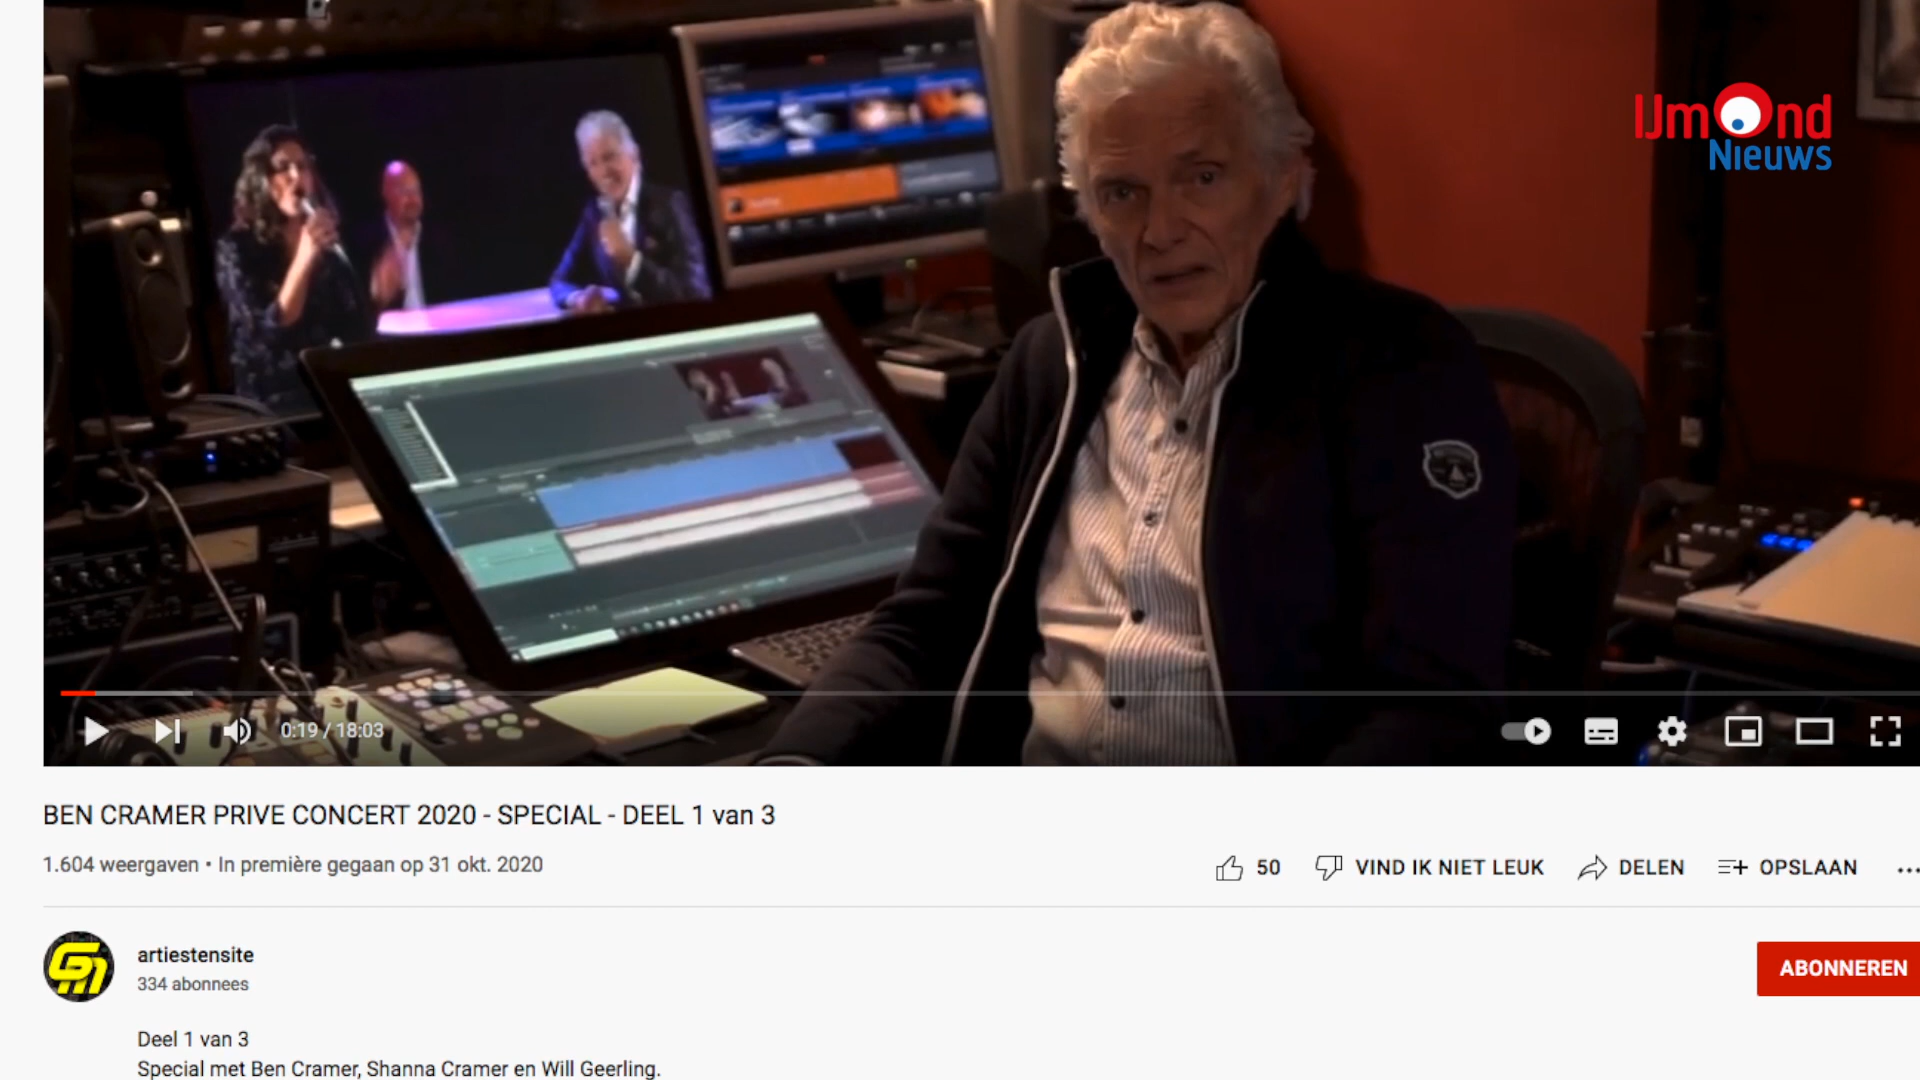 IJmond
Nieuws
0:19 / 18:03
BEN CRAMER PRIVE CONCERT 2020 - SPECIAL - DEEL 1 van 3
1.604 weergaven • In première gegaan op 31 okt. 2020
50 VIND IK NIET LEUK DELEN OPSLAAN ...
artiestensite
334 abonnees
ABONNEREN
Deel 1 van 3
Special met Ben Cramer, Shanna Cramer en Will Geerling.